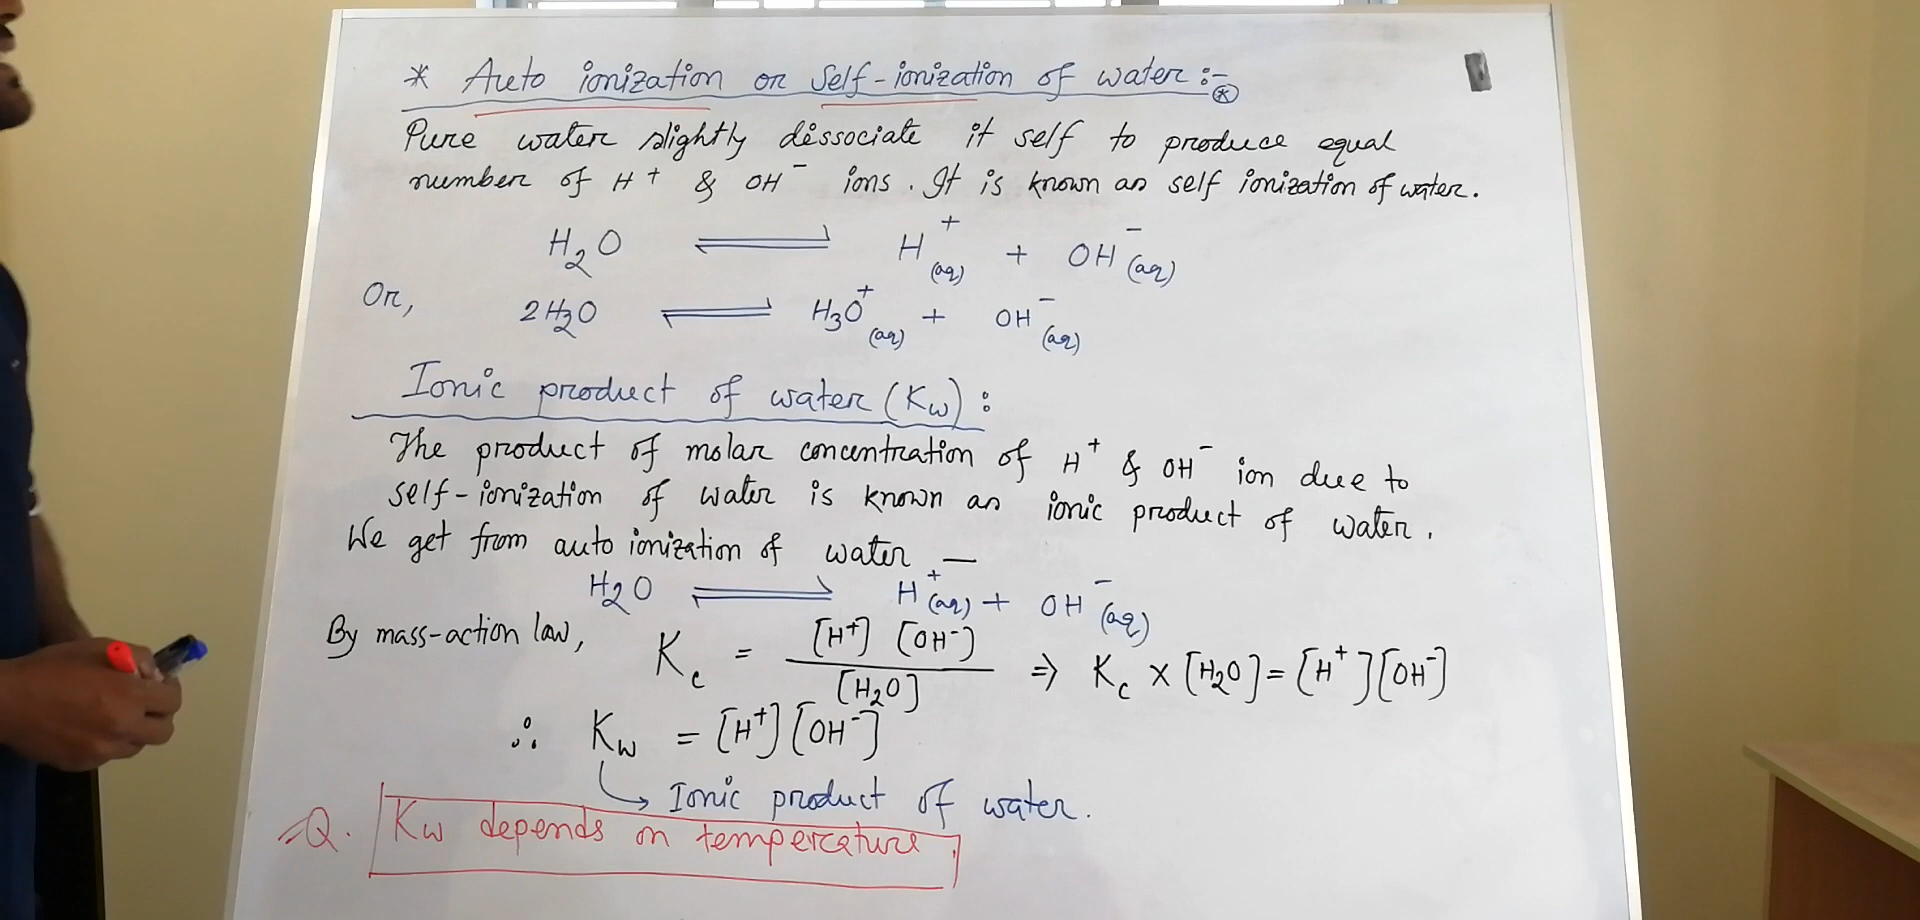 * Auto ionization or Self-ionization of water :-
Pure water slightly dissociate it self to produce equal
number of H⁺ & OH⁻ ions. It is known as self ionization of water.
H₂O ⇌ H⁺(aq) + OH⁻(aq)
Or, 2H₂O ⇌ H₃O⁺(aq) + OH⁻(aq)
Ionic product of water (Kw) :
The product of molar concentration of H⁺ & OH⁻ ion due to
self-ionization of water is known as ionic product of water.
We get from auto ionization of water —
H₂O ⇌ H⁺(aq) + OH⁻(aq)
By mass-action law, Kc = [H⁺] [OH⁻] / [H₂O] ⇒ Kc × [H₂O] = [H⁺][OH⁻]
∴ Kw = [H⁺][OH⁻]
↳ Ionic product of water.
Q. Kw depends on temperature.